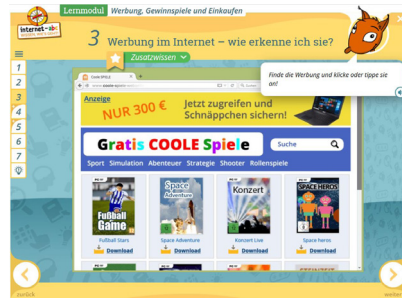 Lernmodul Werbung, Gewinnspiele und Einkaufen
internet-abc
3 Werbung im Internet – wie erkenne ich sie?
Zusatzwissen
Finde die Werbung und klicke oder tippe sie an!
1
2
3
4
5
6
7
COOLE SPIELE
Anzeige
NUR 300 €
Jetzt zugreifen und
Schnäppchen sichern!
Gratis COOLE Spiele
Suche
Sport Simulation Abenteuer Strategie Shooter Rollenspiele
Fußball
Game
Space
Adventure
Konzert
SPACE HEROS
Fußball Stars
Space Adventure
Konzert Live
Space heros
Download
Download
Download
Download
zurück
weiter